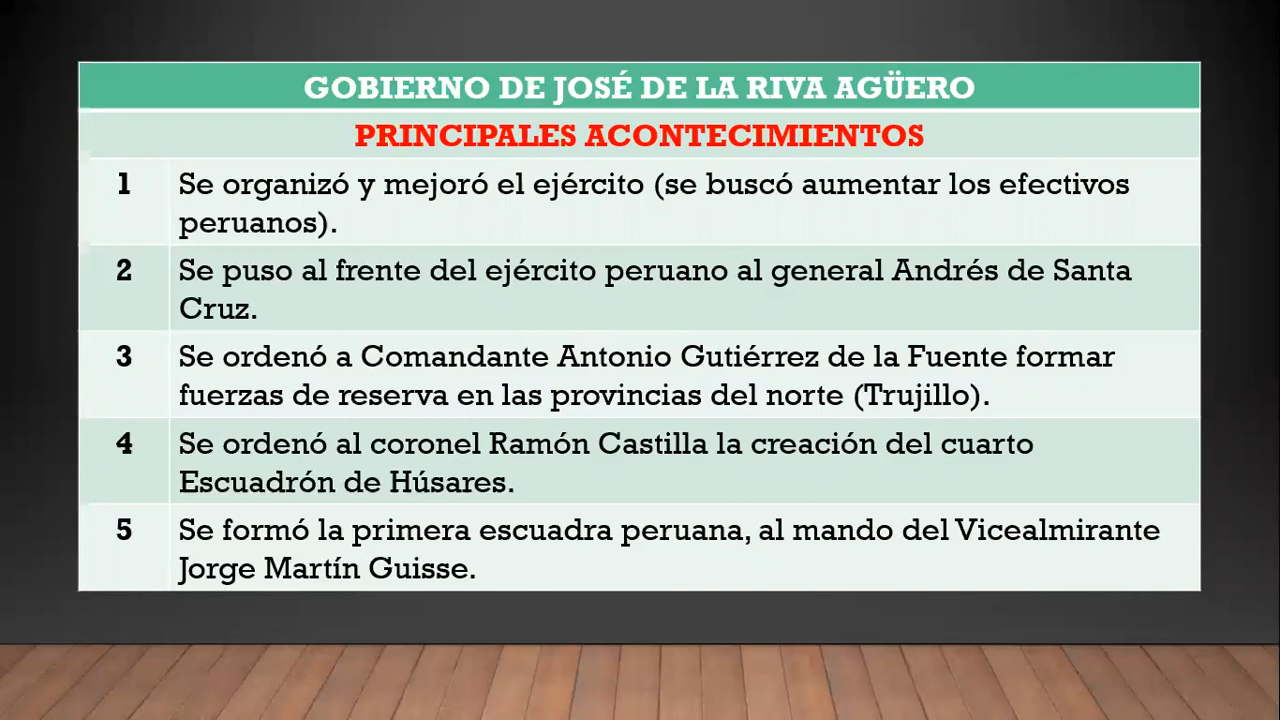 GOBIERNO DE JOSÉ DE LA RIVA AGÜERO
PRINCIPALES ACONTECIMIENTOS
1 Se organizó y mejoró el ejército (se buscó aumentar los efectivos
peruanos).
2 Se puso al frente del ejército peruano al general Andrés de Santa
Cruz.
3 Se ordenó a Comandante Antonio Gutiérrez de la Fuente formar
fuerzas de reserva en las provincias del norte (Trujillo).
4 Se ordenó al coronel Ramón Castilla la creación del cuarto
Escuadrón de Húsares.
5 Se formó la primera escuadra peruana, al mando del Vicealmirante
Jorge Martín Guisse.